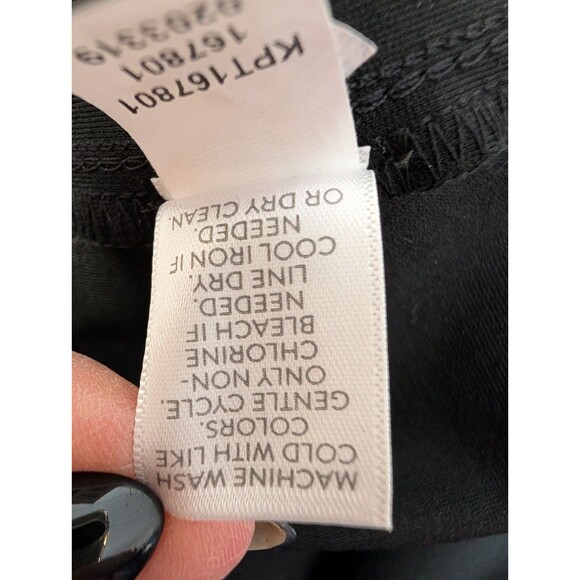 MACHINE WASH
COLD WITH LIKE
COLORS.
GENTLE CYCLE.
ONLY NON-
CHLORINE
BLEACH IF
NEEDED.
LINE DRY.
COOL IRON IF
NEEDED.
OR DRY CLEAN.
KPT167801
167801
0293319